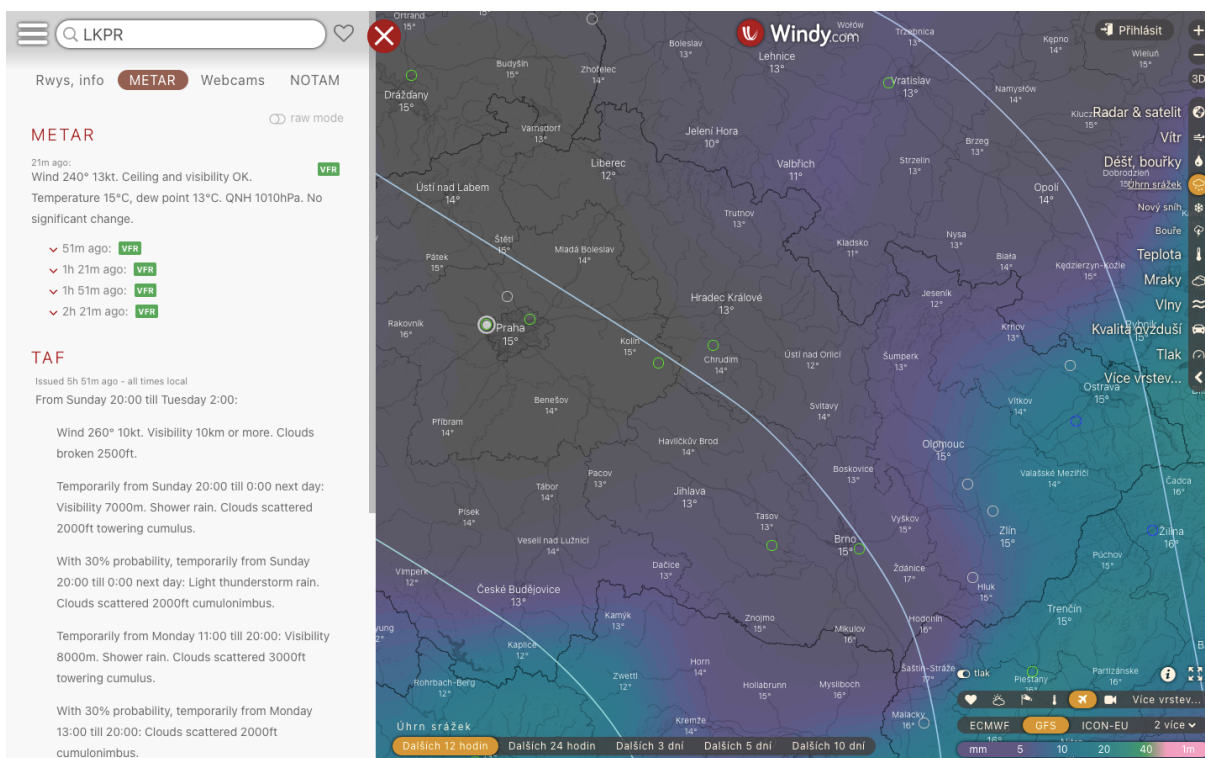 LKPR
Rwys, info METAR Webcams NOTAM
raw mode
METAR
21m ago:
VFR
Wind 240° 13kt. Ceiling and visibility OK.
Temperature 15°C, dew point 13°C. QNH 1010hPa. No
significant change.
51m ago: VFR
1h 21m ago: VFR
1h 51m ago: VFR
2h 21m ago: VFR
TAF
Issued 5h 51m ago - all times local
From Sunday 20:00 till Tuesday 2:00:
Wind 260° 10kt. Visibility 10km or more. Clouds
broken 2500ft.
Temporarily from Sunday 20:00 till 0:00 next day:
Visibility 7000m. Shower rain. Clouds scattered
2000ft towering cumulus.
With 30% probability, temporarily from Sunday
20:00 till 0:00 next day: Light thunderstorm rain.
Clouds scattered 2000ft cumulonimbus.
Temporarily from Monday 11:00 till 20:00: Visibility
8000m. Shower rain. Clouds scattered 3000ft
towering cumulus.
With 30% probability, temporarily from Monday
13:00 till 20:00: Clouds scattered 2000ft
cumulonimbus.
Windy.com
Přihlásit
+
−
3D
Ortrand
15°
Wołów
Trzebnica
13°
Kępno
14°
Wieluń
15°
Boleslav
13°
Lehnice
13°
Budyšín
15°
Zhořelec
14°
Drážďany
15°
Vratislav
13°
Namysłów
14°
Varnsdorf
13°
Jelení Hora
10°
Brzeg
13°
Liberec
12°
Valbřich
11°
Strzelin
13°
Dobrodzień
15°
Ústí nad Labem
14°
Opolí
14°
Trutnov
13°
Štětí
15°
Mladá Boleslav
14°
Kladsko
11°
Nysa
13°
Pátek
15°
Biała
14°
Kędzierzyn-Koźle
15°
Hradec Králové
13°
Jeseník
12°
Rakovník
16°
Praha
15°
Kolín
15°
Krnov
13°
Chrudim
14°
Ústí nad Orlicí
12°
Šumperk
13°
Ostrava
15°
Benešov
14°
Svitavy
14°
Vítkov
14°
Příbram
14°
Havlíčkův Brod
14°
Olomouc
15°
Pacov
13°
Boskovice
13°
Valašské Meziříčí
14°
Čadca
16°
Tábor
14°
Jihlava
13°
Písek
14°
Tasov
13°
Vyškov
15°
Zlín
15°
Žilina
16°
Veselí nad Lužnicí
14°
Brno
15°
Púchov
15°
Vimperk
12°
Dačice
13°
Ždánice
17°
České Budějovice
13°
Hluk
15°
Trenčín
15°
Kamýk
13°
Znojmo
15°
Mikulov
16°
Hodonín
16°
Kaplice
12°
Horn
14°
Šaštín-Stráže
17°
Partizánske
16°
Piešťany
16°
Rohrbach-Berg
12°
Zwettl
12°
Hollabrunn
15°
Mysliboch
16°
Malacky
16°
Kremže
14°
Radar & satelit
Vítr
Déšť, bouřky
Úhrn srážek
Nový sníh
Bouře
Teplota
Mraky
Vlny
Kvalita ovzduší
Tlak
Více vrstev...
tlak
Více vrstev...
ECMWF GFS ICON-EU 2 více
mm 5 10 20 40 1m
Úhrn srážek
Dalších 12 hodin Dalších 24 hodin Dalších 3 dní Dalších 5 dní Dalších 10 dní